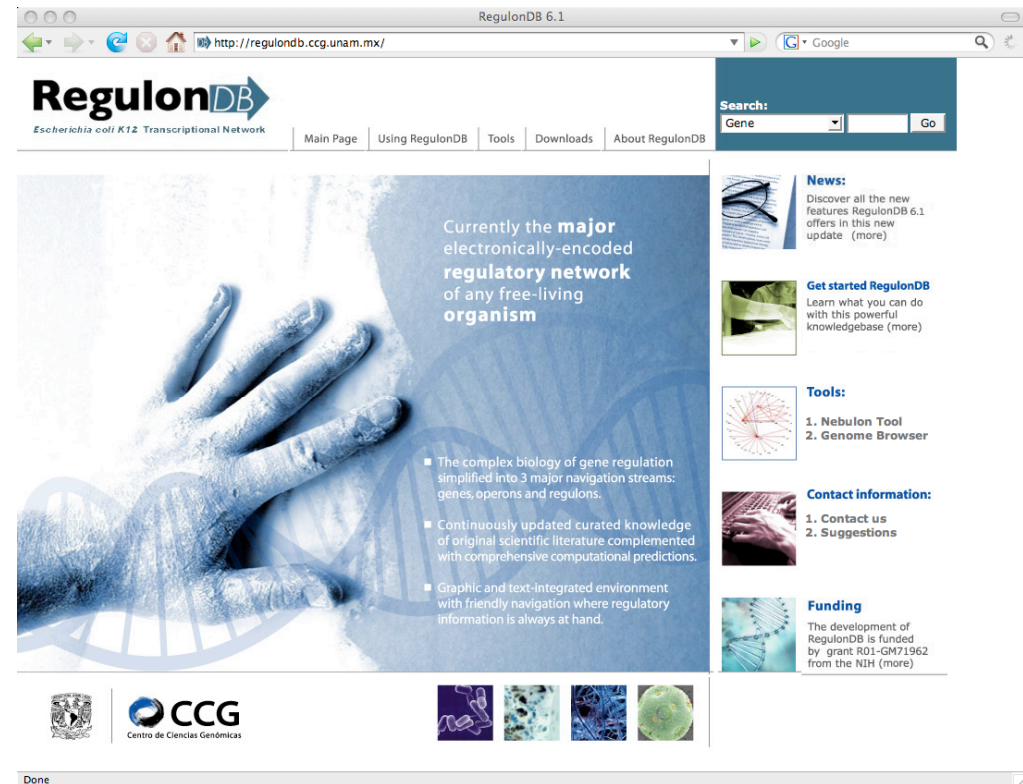 RegulonDB 6.1
http://regulondb.ccg.unam.mx/
Google
RegulonDB
Escherichia coli K12 Transcriptional Network
Main Page
Using RegulonDB
Tools
Downloads
About RegulonDB
Search:
Gene
Go
Currently the major
electronically-encoded
regulatory network
of any free-living
organism
The complex biology of gene regulation
simplified into 3 major navigation streams:
genes, operons and regulons.
Continuously updated curated knowledge
of original scientific literature complemented
with comprehensive computational predictions.
Graphic and text-integrated environment
with friendly navigation where regulatory
information is always at hand.
News:
Discover all the new
features RegulonDB 6.1
offers in this new
update (more)
Get started RegulonDB
Learn what you can do
with this powerful
knowledgebase (more)
Tools:
1. Nebulon Tool
2. Genome Browser
Contact information:
1. Contact us
2. Suggestions
Funding
The development of
RegulonDB is funded
by grant R01-GM71962
from the NIH (more)
CCG
Centro de Ciencias Genómicas
Done